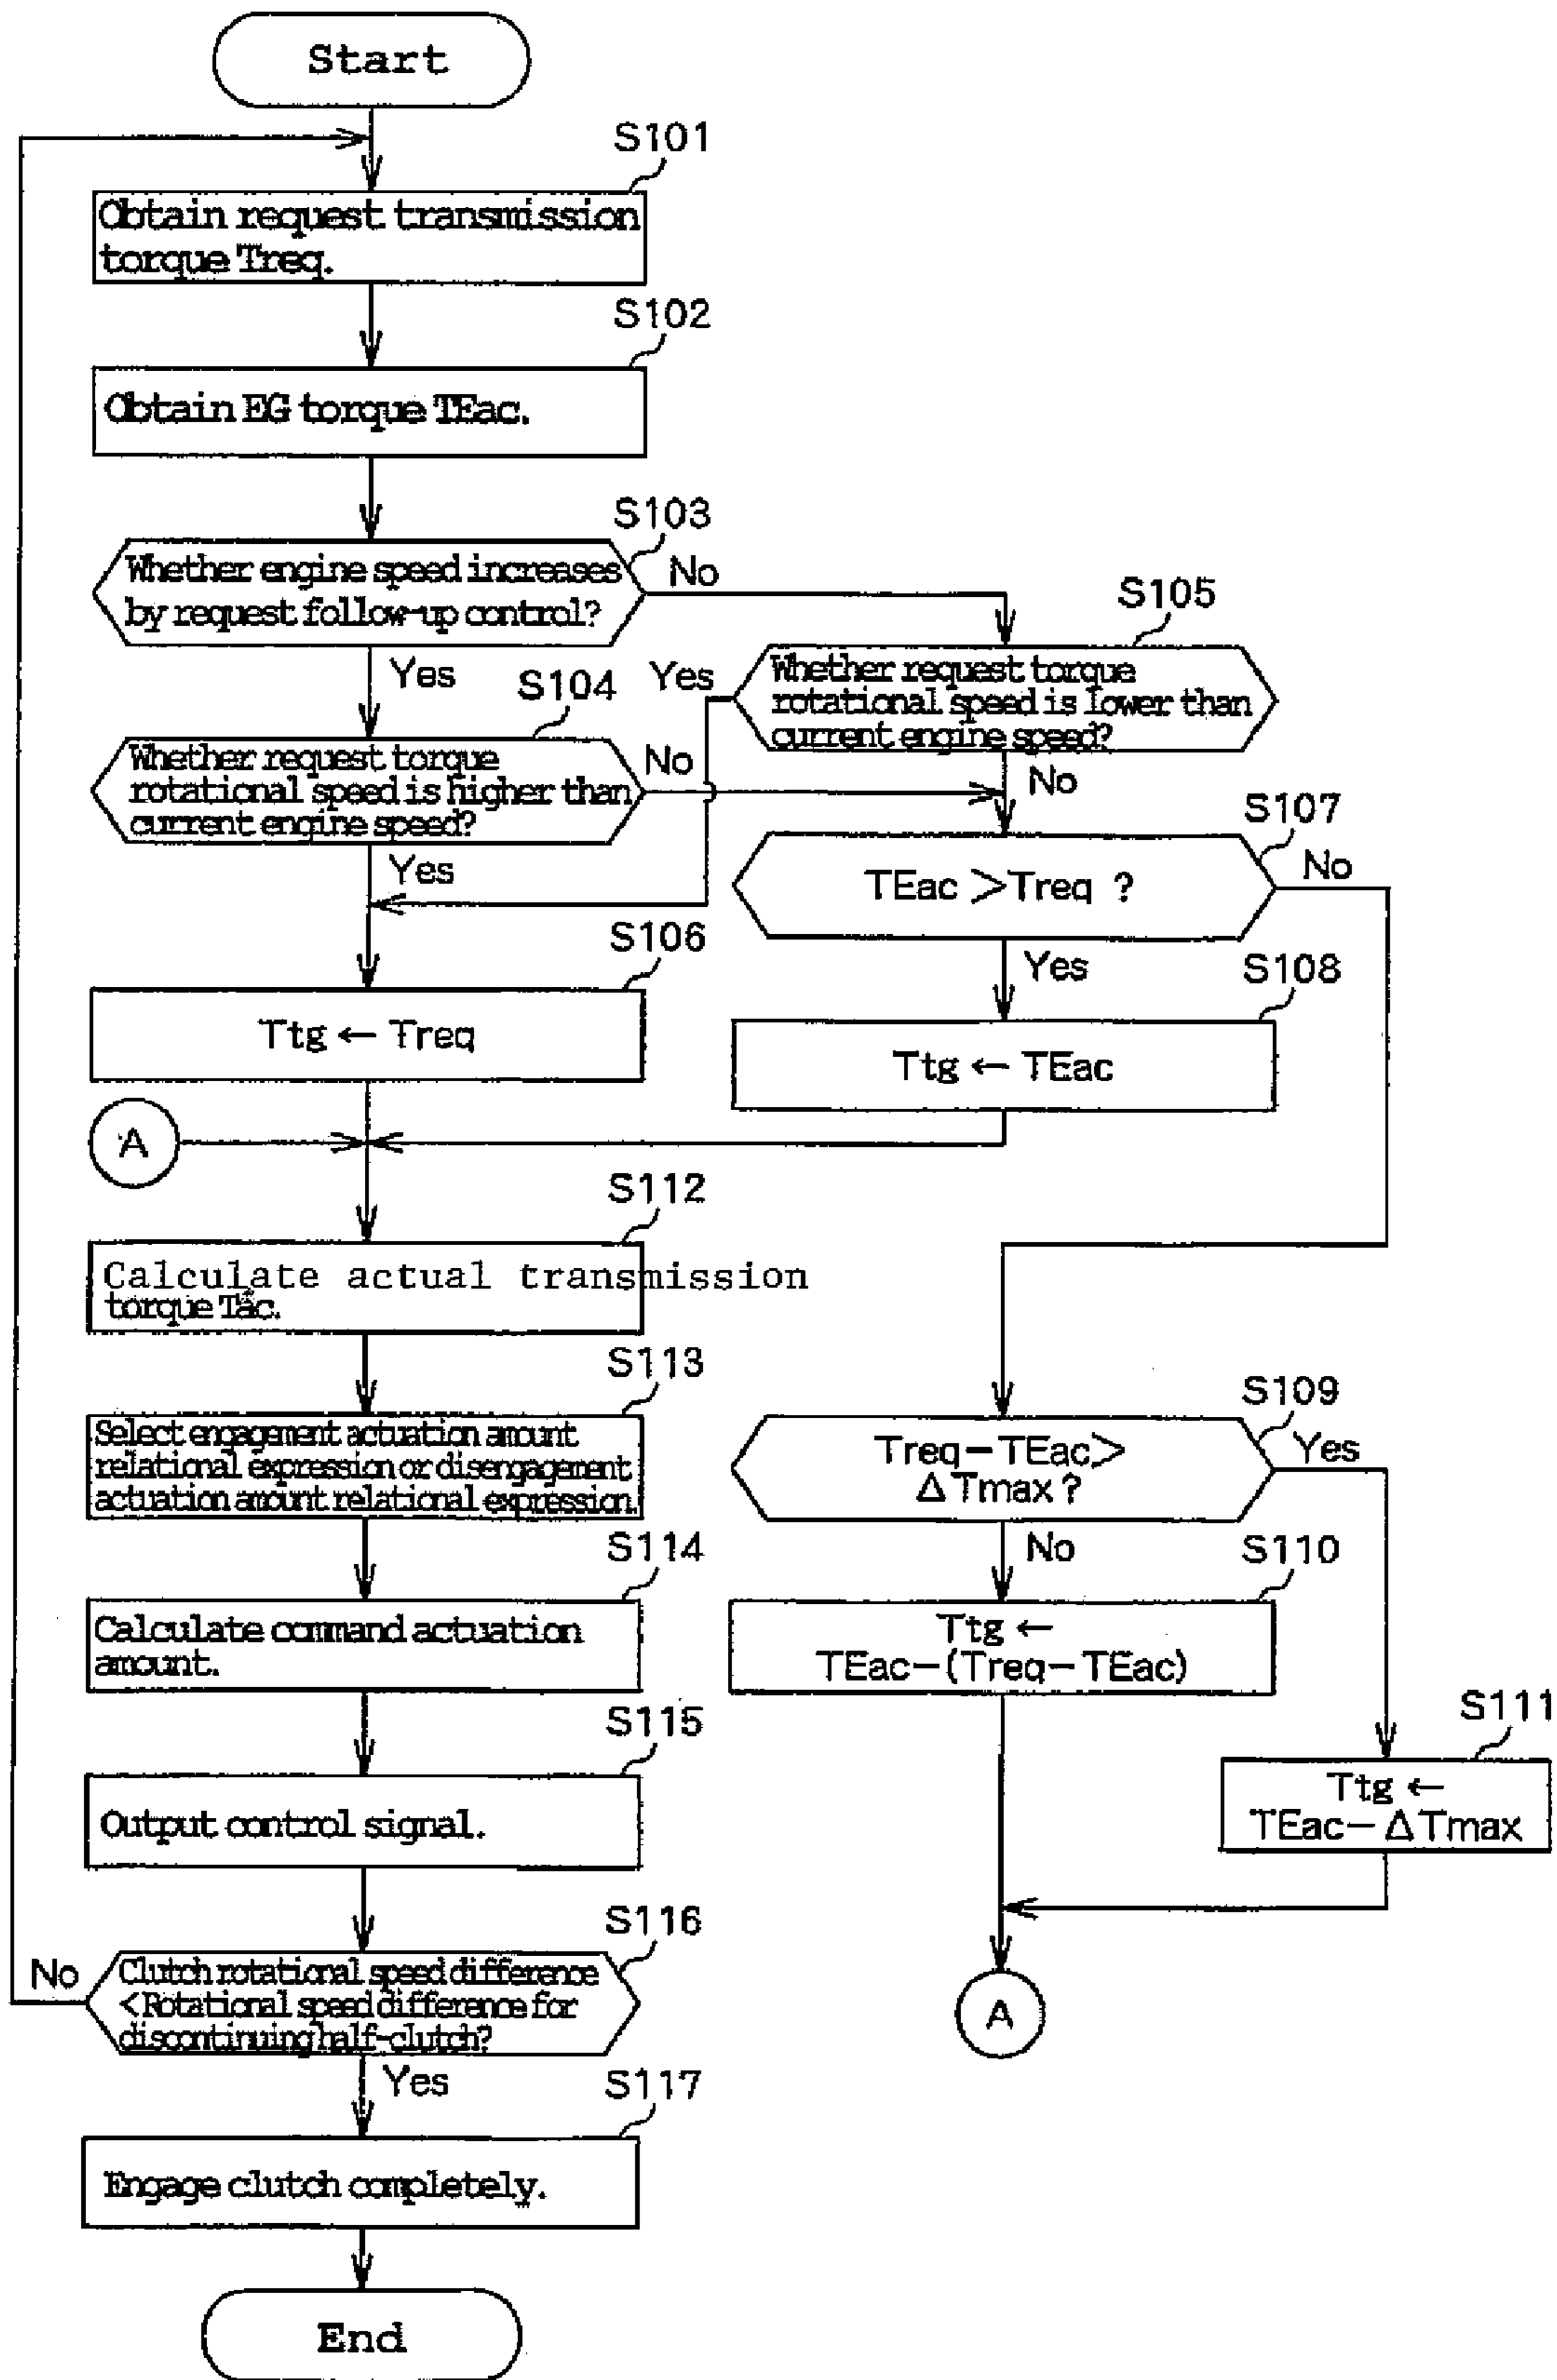 Start
S101
Obtain request transmission
torque Treq.
S102
Obtain EG torque TEac.
S103
Whether engine speed increases
by request follow-up control?
No
Yes
S105
Whether request torque
rotational speed is lower than
current engine speed?
Yes
No
S104
Whether request torque
rotational speed is higher than
current engine speed?
No
Yes
S107
TEac >Treq ?
No
Yes
S106
Ttg ← Treq
S108
Ttg ← TEac
A
S112
Calculate actual transmission
torque Tac.
S113
Select engagement actuation amount
relational expression or disengagement
actuation amount relational expression.
S109
Treq−TEac>
ΔTmax?
Yes
No
S114
Calculate command actuation
amount.
S110
Ttg ←
TEac−(Treq−TEac)
S115
Output control signal.
S111
Ttg ←
TEac−ΔTmax
S116
Clutch rotational speed difference
<Rotational speed difference for
discontinuing half-clutch?
No
Yes
A
S117
Engage clutch completely.
End